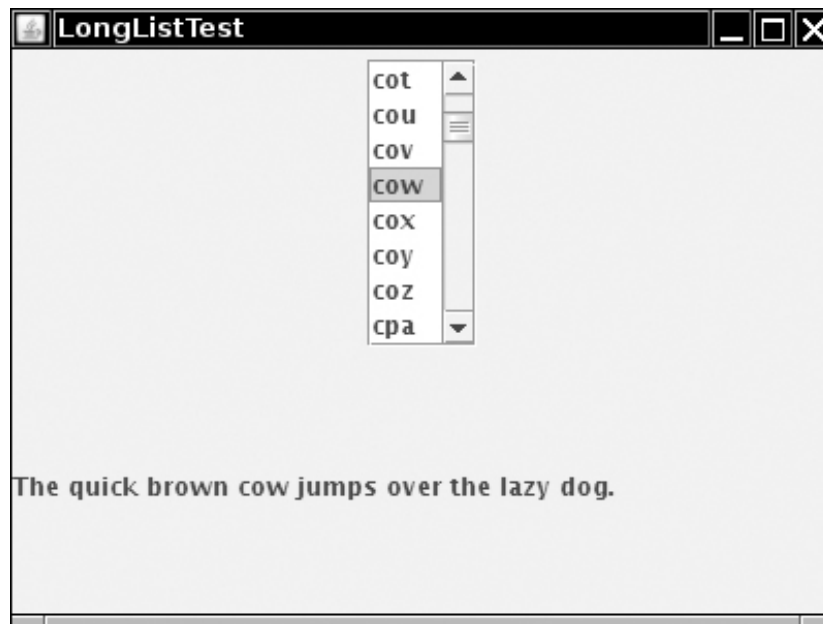 LongListTest
cot
cou
cov
cow
cox
coy
coz
cpa
The quick brown cow jumps over the lazy dog.